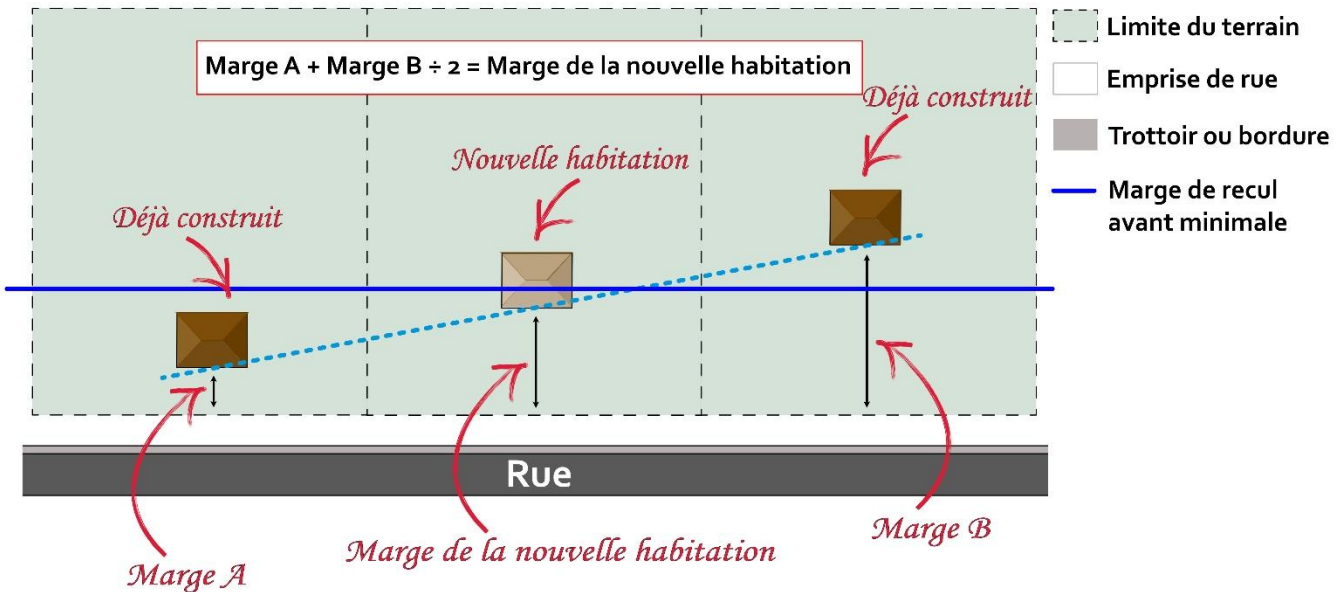 Limite du terrain
Marge A + Marge B ÷ 2 = Marge de la nouvelle habitation
Emprise de rue
Déjà construit
Trottoir ou bordure
Nouvelle habitation
Marge de recul
avant minimale
Déjà construit
Rue
Marge B
Marge de la nouvelle habitation
Marge A